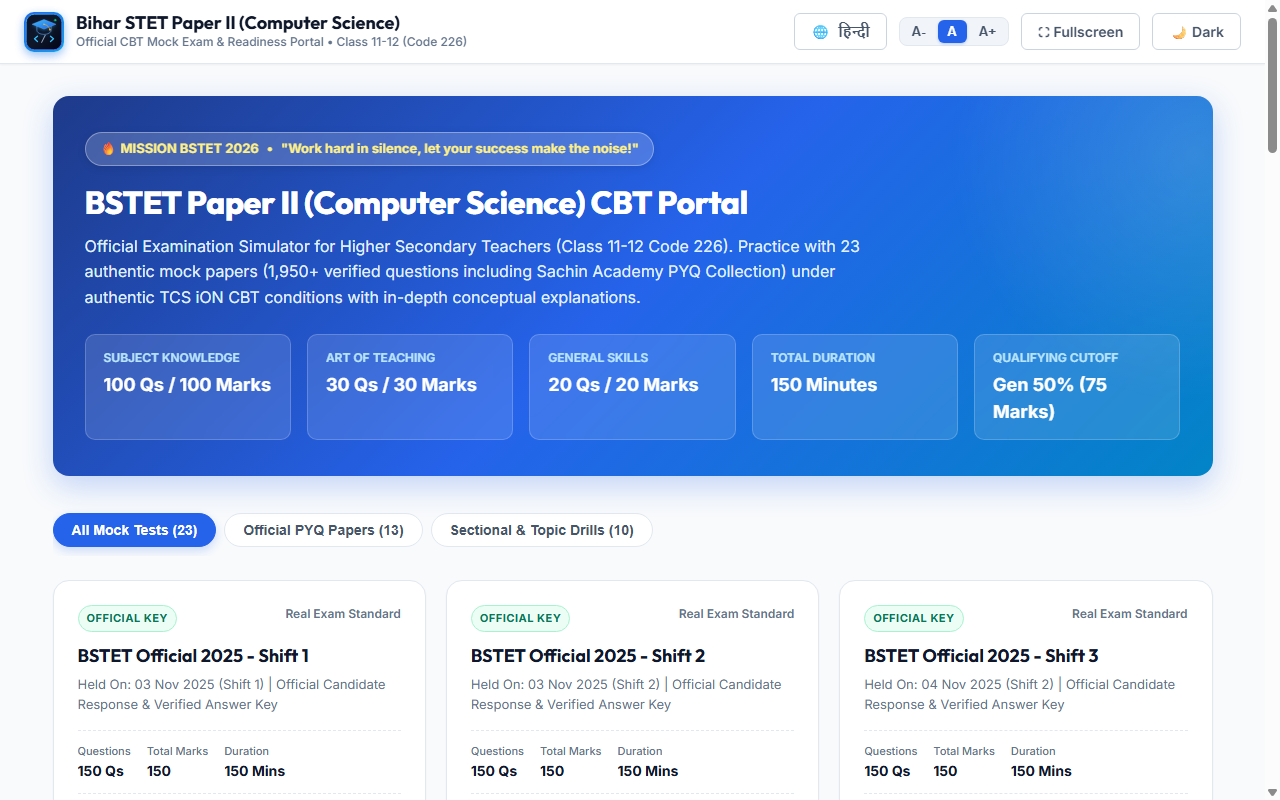 Bihar STET Paper II (Computer Science)
Official CBT Mock Exam & Readiness Portal • Class 11-12 (Code 226)
🌐 हिन्दी
A-
A
A+
⛶ Fullscreen
🌙 Dark
🔥 MISSION BSTET 2026 • "Work hard in silence, let your success make the noise!"
BSTET Paper II (Computer Science) CBT Portal
Official Examination Simulator for Higher Secondary Teachers (Class 11-12 Code 226). Practice with 23
authentic mock papers (1,950+ verified questions including Sachin Academy PYQ Collection) under
authentic TCS iON CBT conditions with in-depth conceptual explanations.
SUBJECT KNOWLEDGE
100 Qs / 100 Marks
ART OF TEACHING
30 Qs / 30 Marks
GENERAL SKILLS
20 Qs / 20 Marks
TOTAL DURATION
150 Minutes
QUALIFYING CUTOFF
Gen 50% (75
Marks)
All Mock Tests (23)
Official PYQ Papers (13)
Sectional & Topic Drills (10)
OFFICIAL KEY
Real Exam Standard
BSTET Official 2025 - Shift 1
Held On: 03 Nov 2025 (Shift 1) | Official Candidate
Response & Verified Answer Key
Questions Total Marks Duration
150 Qs 150 150 Mins
OFFICIAL KEY
Real Exam Standard
BSTET Official 2025 - Shift 2
Held On: 03 Nov 2025 (Shift 2) | Official Candidate
Response & Verified Answer Key
Questions Total Marks Duration
150 Qs 150 150 Mins
OFFICIAL KEY
Real Exam Standard
BSTET Official 2025 - Shift 3
Held On: 04 Nov 2025 (Shift 2) | Official Candidate
Response & Verified Answer Key
Questions Total Marks Duration
150 Qs 150 150 Mins